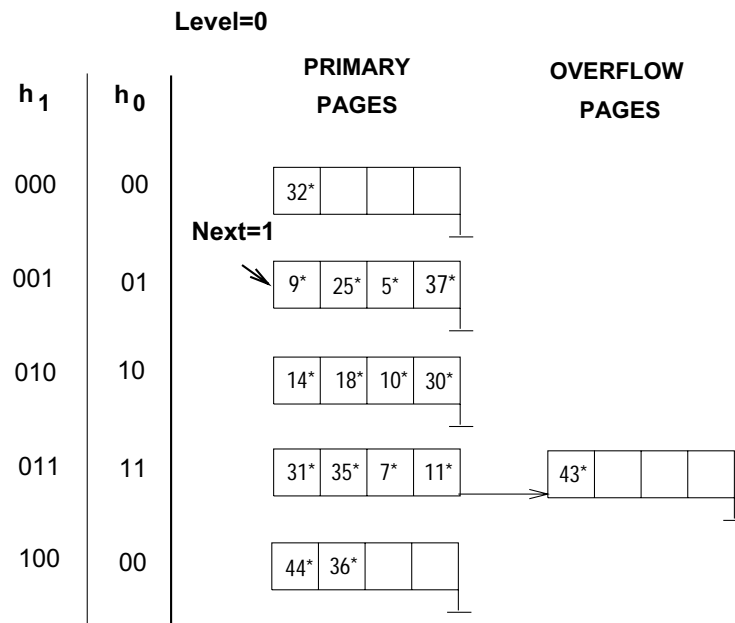 Level=0
h1 h0 PRIMARY PAGES OVERFLOW PAGES
000 00 32*
Next=1
001 01 9* 25* 5* 37*
010 10 14* 18* 10* 30*
011 11 31* 35* 7* 11* 43*
100 00 44* 36*